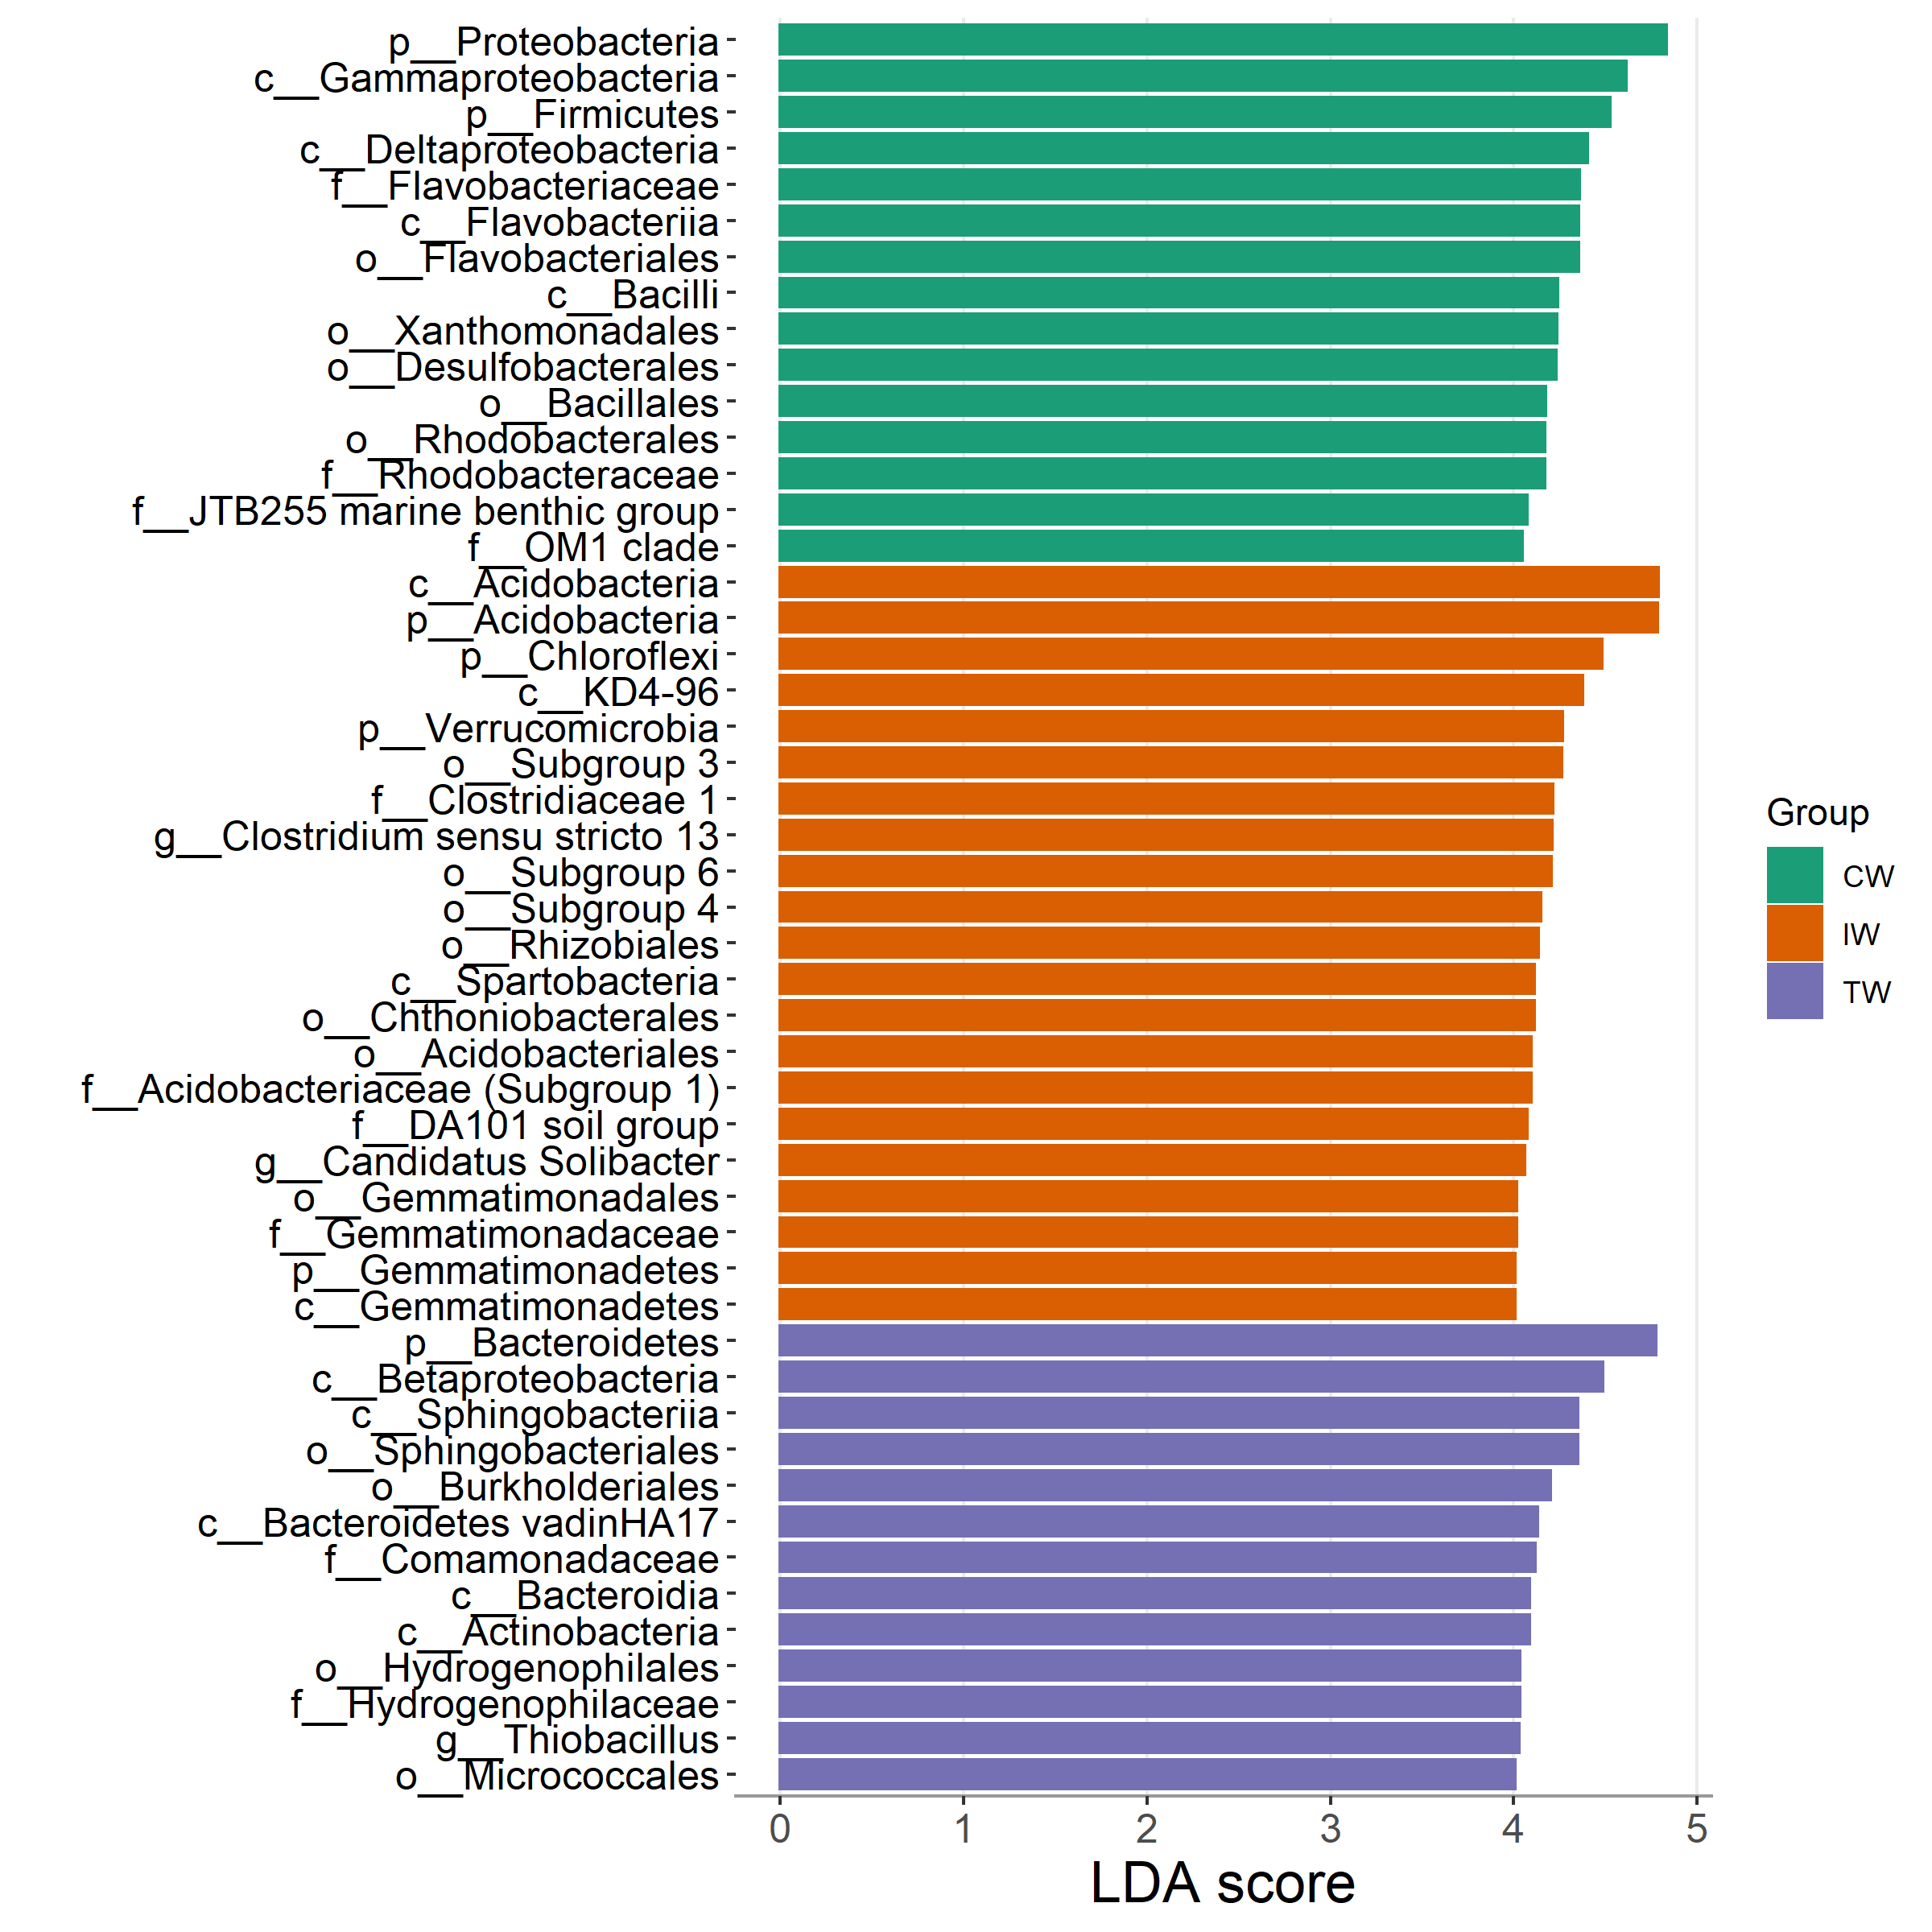 p__Proteobacteria
c__Gammaproteobacteria
p__Firmicutes
c__Deltaproteobacteria
f__Flavobacteriaceae
c__Flavobacteriia
o__Flavobacteriales
c__Bacilli
o__Xanthomonadales
o__Desulfobacterales
o__Bacillales
o__Rhodobacterales
f__Rhodobacteraceae
f__JTB255 marine benthic group
f__OM1 clade
c__Acidobacteria
p__Acidobacteria
p__Chloroflexi
c__KD4-96
p__Verrucomicrobia
o__Subgroup 3
f__Clostridiaceae 1
g__Clostridium sensu stricto 13
o__Subgroup 6
o__Subgroup 4
o__Rhizobiales
c__Spartobacteria
o__Chthoniobacterales
o__Acidobacteriales
f__Acidobacteriaceae (Subgroup 1)
f__DA101 soil group
g__Candidatus Solibacter
o__Gemmatimonadales
f__Gemmatimonadaceae
p__Gemmatimonadetes
c__Gemmatimonadetes
p__Bacteroidetes
c__Betaproteobacteria
c__Sphingobacteriia
o__Sphingobacteriales
o__Burkholderiales
c__Bacteroidetes vadinHA17
f__Comamonadaceae
c__Bacteroidia
c__Actinobacteria
o__Hydrogenophilales
f__Hydrogenophilaceae
g__Thiobacillus
o__Micrococcales
0 1 2 3 4 5
LDA score
Group
CW
IW
TW